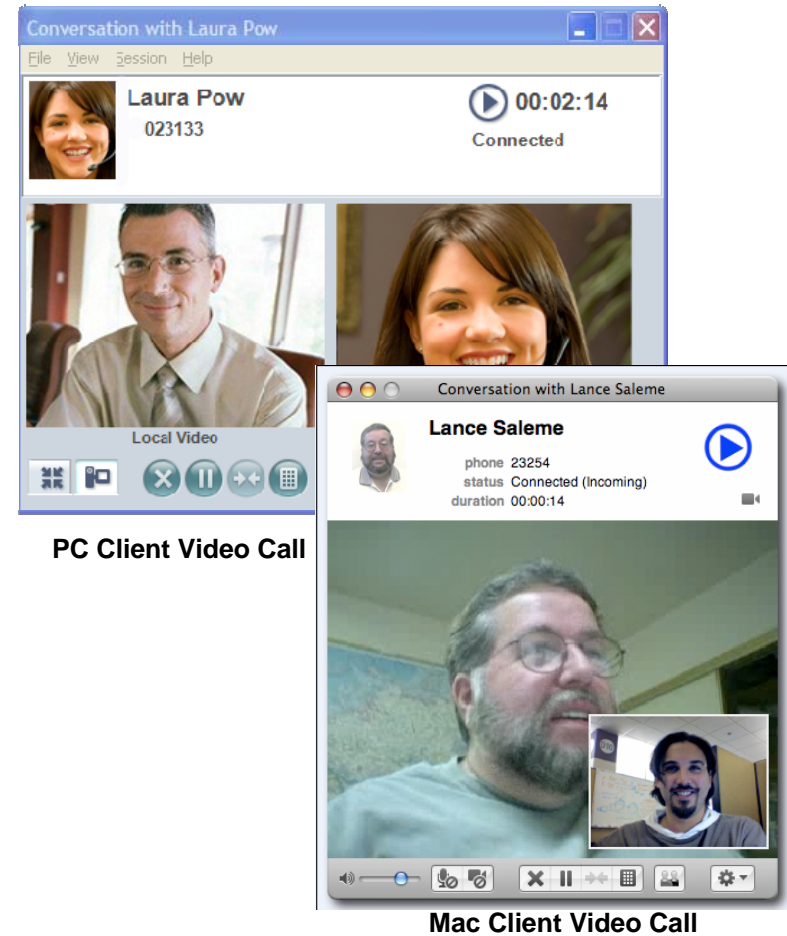 Conversation with Laura Pow
File View Session Help
Laura Pow
023133
00:02:14
Connected
Local Video
PC Client Video Call
Conversation with Lance Saleme
Lance Saleme
phone 23254
status Connected (Incoming)
duration 00:00:14
Mac Client Video Call